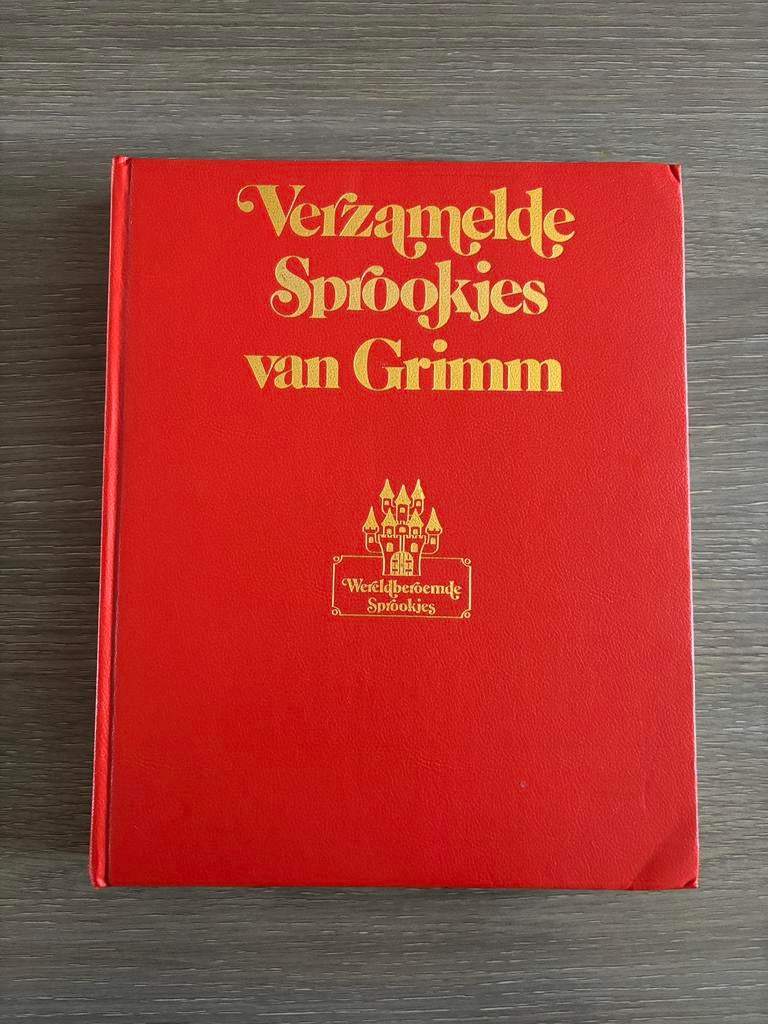 Verzamelde
Sprookjes
van Grimm
Wereldberoemde
Sprookjes